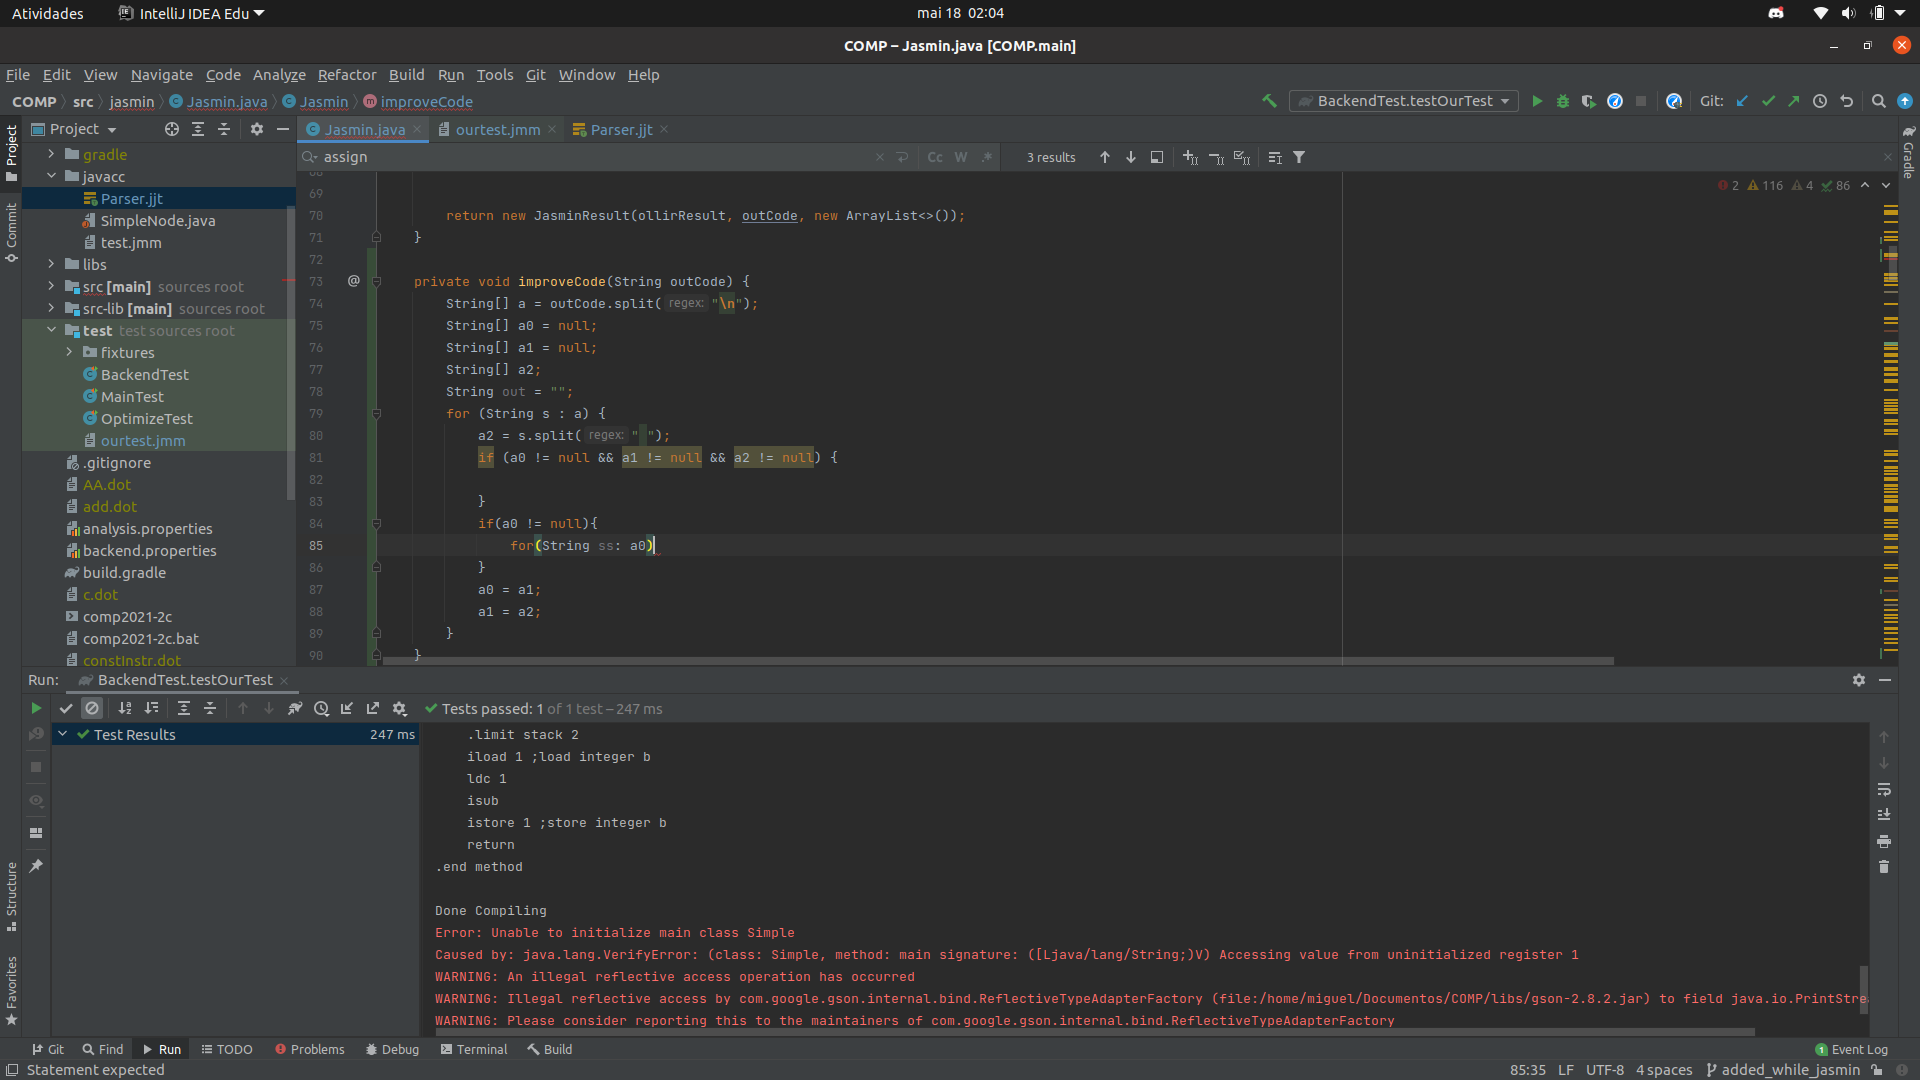 Atividades
IntelliJ IDEA Edu
mai 18 02:04
COMP – Jasmin.java [COMP.main]
File Edit View Navigate Code Analyze Refactor Build Run Tools Git Window Help
COMP src jasmin Jasmin.java Jasmin improveCode
BackendTest.testOurTest
Git:
Project
Jasmin.java ourtest.jmm Parser.jjt
assign
Cc W .*
3 results
2 116 4 86
gradle
javacc
Parser.jjt
SimpleNode.java
test.jmm
libs
src [main] sources root
src-lib [main] sources root
test test sources root
fixtures
BackendTest
MainTest
OptimizeTest
ourtest.jmm
.gitignore
AA.dot
add.dot
analysis.properties
backend.properties
build.gradle
c.dot
comp2021-2c
comp2021-2c.bat
constInstr.dot
Project
Commit
Structure
Favorites
Gradle
69
70 return new JasminResult(ollirResult, outCode, new ArrayList<>());
71 }
72
73 @ private void improveCode(String outCode) {
74 String[] a = outCode.split( regex: "\n");
75 String[] a0 = null;
76 String[] a1 = null;
77 String[] a2;
78 String out = "";
79 for (String s : a) {
80 a2 = s.split( regex: " ");
81 if (a0 != null && a1 != null && a2 != null) {
82
83 }
84 if(a0 != null){
85 for(String ss: a0)
86 }
87 a0 = a1;
88 a1 = a2;
89 }
90 }
Run: BackendTest.testOurTest
Tests passed: 1 of 1 test – 247 ms
Test Results 247 ms
.limit stack 2
iload 1 ;load integer b
ldc 1
isub
istore 1 ;store integer b
return
.end method
Done Compiling
Error: Unable to initialize main class Simple
Caused by: java.lang.VerifyError: (class: Simple, method: main signature: ([Ljava/lang/String;)V) Accessing value from uninitialized register 1
WARNING: An illegal reflective access operation has occurred
WARNING: Illegal reflective access by com.google.gson.internal.bind.ReflectiveTypeAdapterFactory (file:/home/miguel/Documentos/COMP/libs/gson-2.8.2.jar) to field java.io.PrintStre
WARNING: Please consider reporting this to the maintainers of com.google.gson.internal.bind.ReflectiveTypeAdapterFactory
Git Find Run TODO Problems Debug Terminal Build
1 Event Log
Statement expected
85:35 LF UTF-8 4 spaces added_while_jasmin